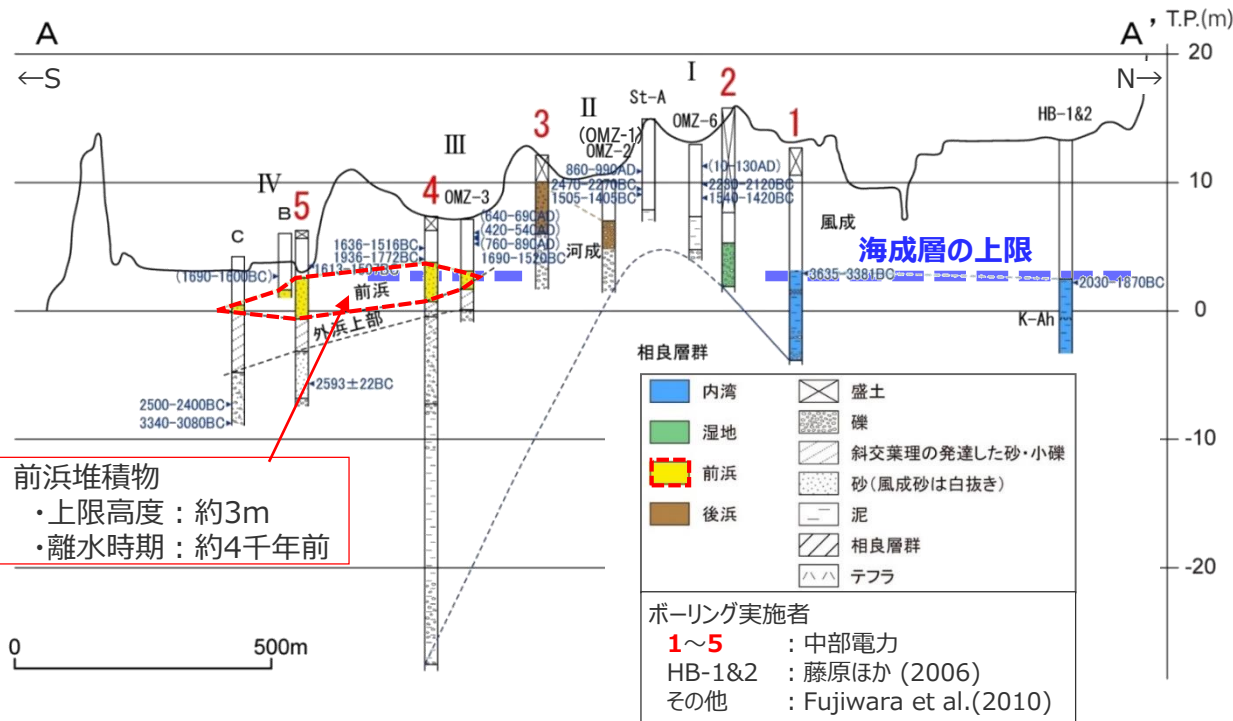 A
A'
T.P.(m)
←S
N→
20
10
0
-10
-20
I
II
III
IV
St-A
2
OMZ-6
1
HB-1&2
(OMZ-1)
OMZ-2
3
4
OMZ-3
B
5
C
860-990AD
2470-2270BC
1505-1405BC
(10-130AD)
2280-2120BC
1540-1420BC
(640-690AD)
(420-540AD)
(760-890AD)
1690-1520BC
1636-1516BC
1936-1772BC
(1690-1600BC)
1613-1507BC
3635-3381BC
2030-1870BC
2593±22BC
2500-2400BC
3340-3080BC
風成
河成
海成層の上限
前浜
外浜上部
K-Ah
相良層群
前浜堆積物
・上限高度：約3m
・離水時期：約4千年前
0
500m
内湾
湿地
前浜
後浜
盛土
礫
斜交葉理の発達した砂・小礫
砂(風成砂は白抜き)
泥
相良層群
テフラ
ボーリング実施者
1～5 ：中部電力
HB-1&2 ：藤原ほか (2006)
その他 ：Fujiwara et al.(2010)